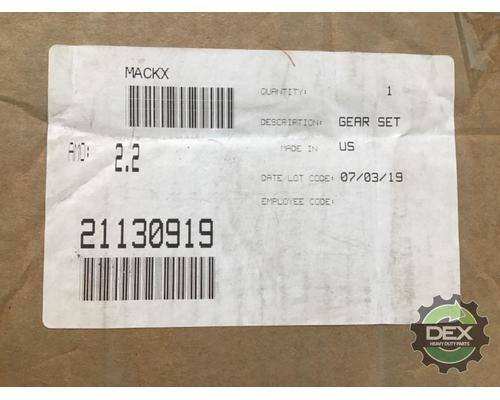 MACKX
QUANTITY: 1
DESCRIPTION: GEAR SET
AMD: 2.2
MADE IN US
DATE/LOT CODE: 07/03/19
EMPLOYEE CODE:
21130919
DEX
HEAVY DUTY PARTS